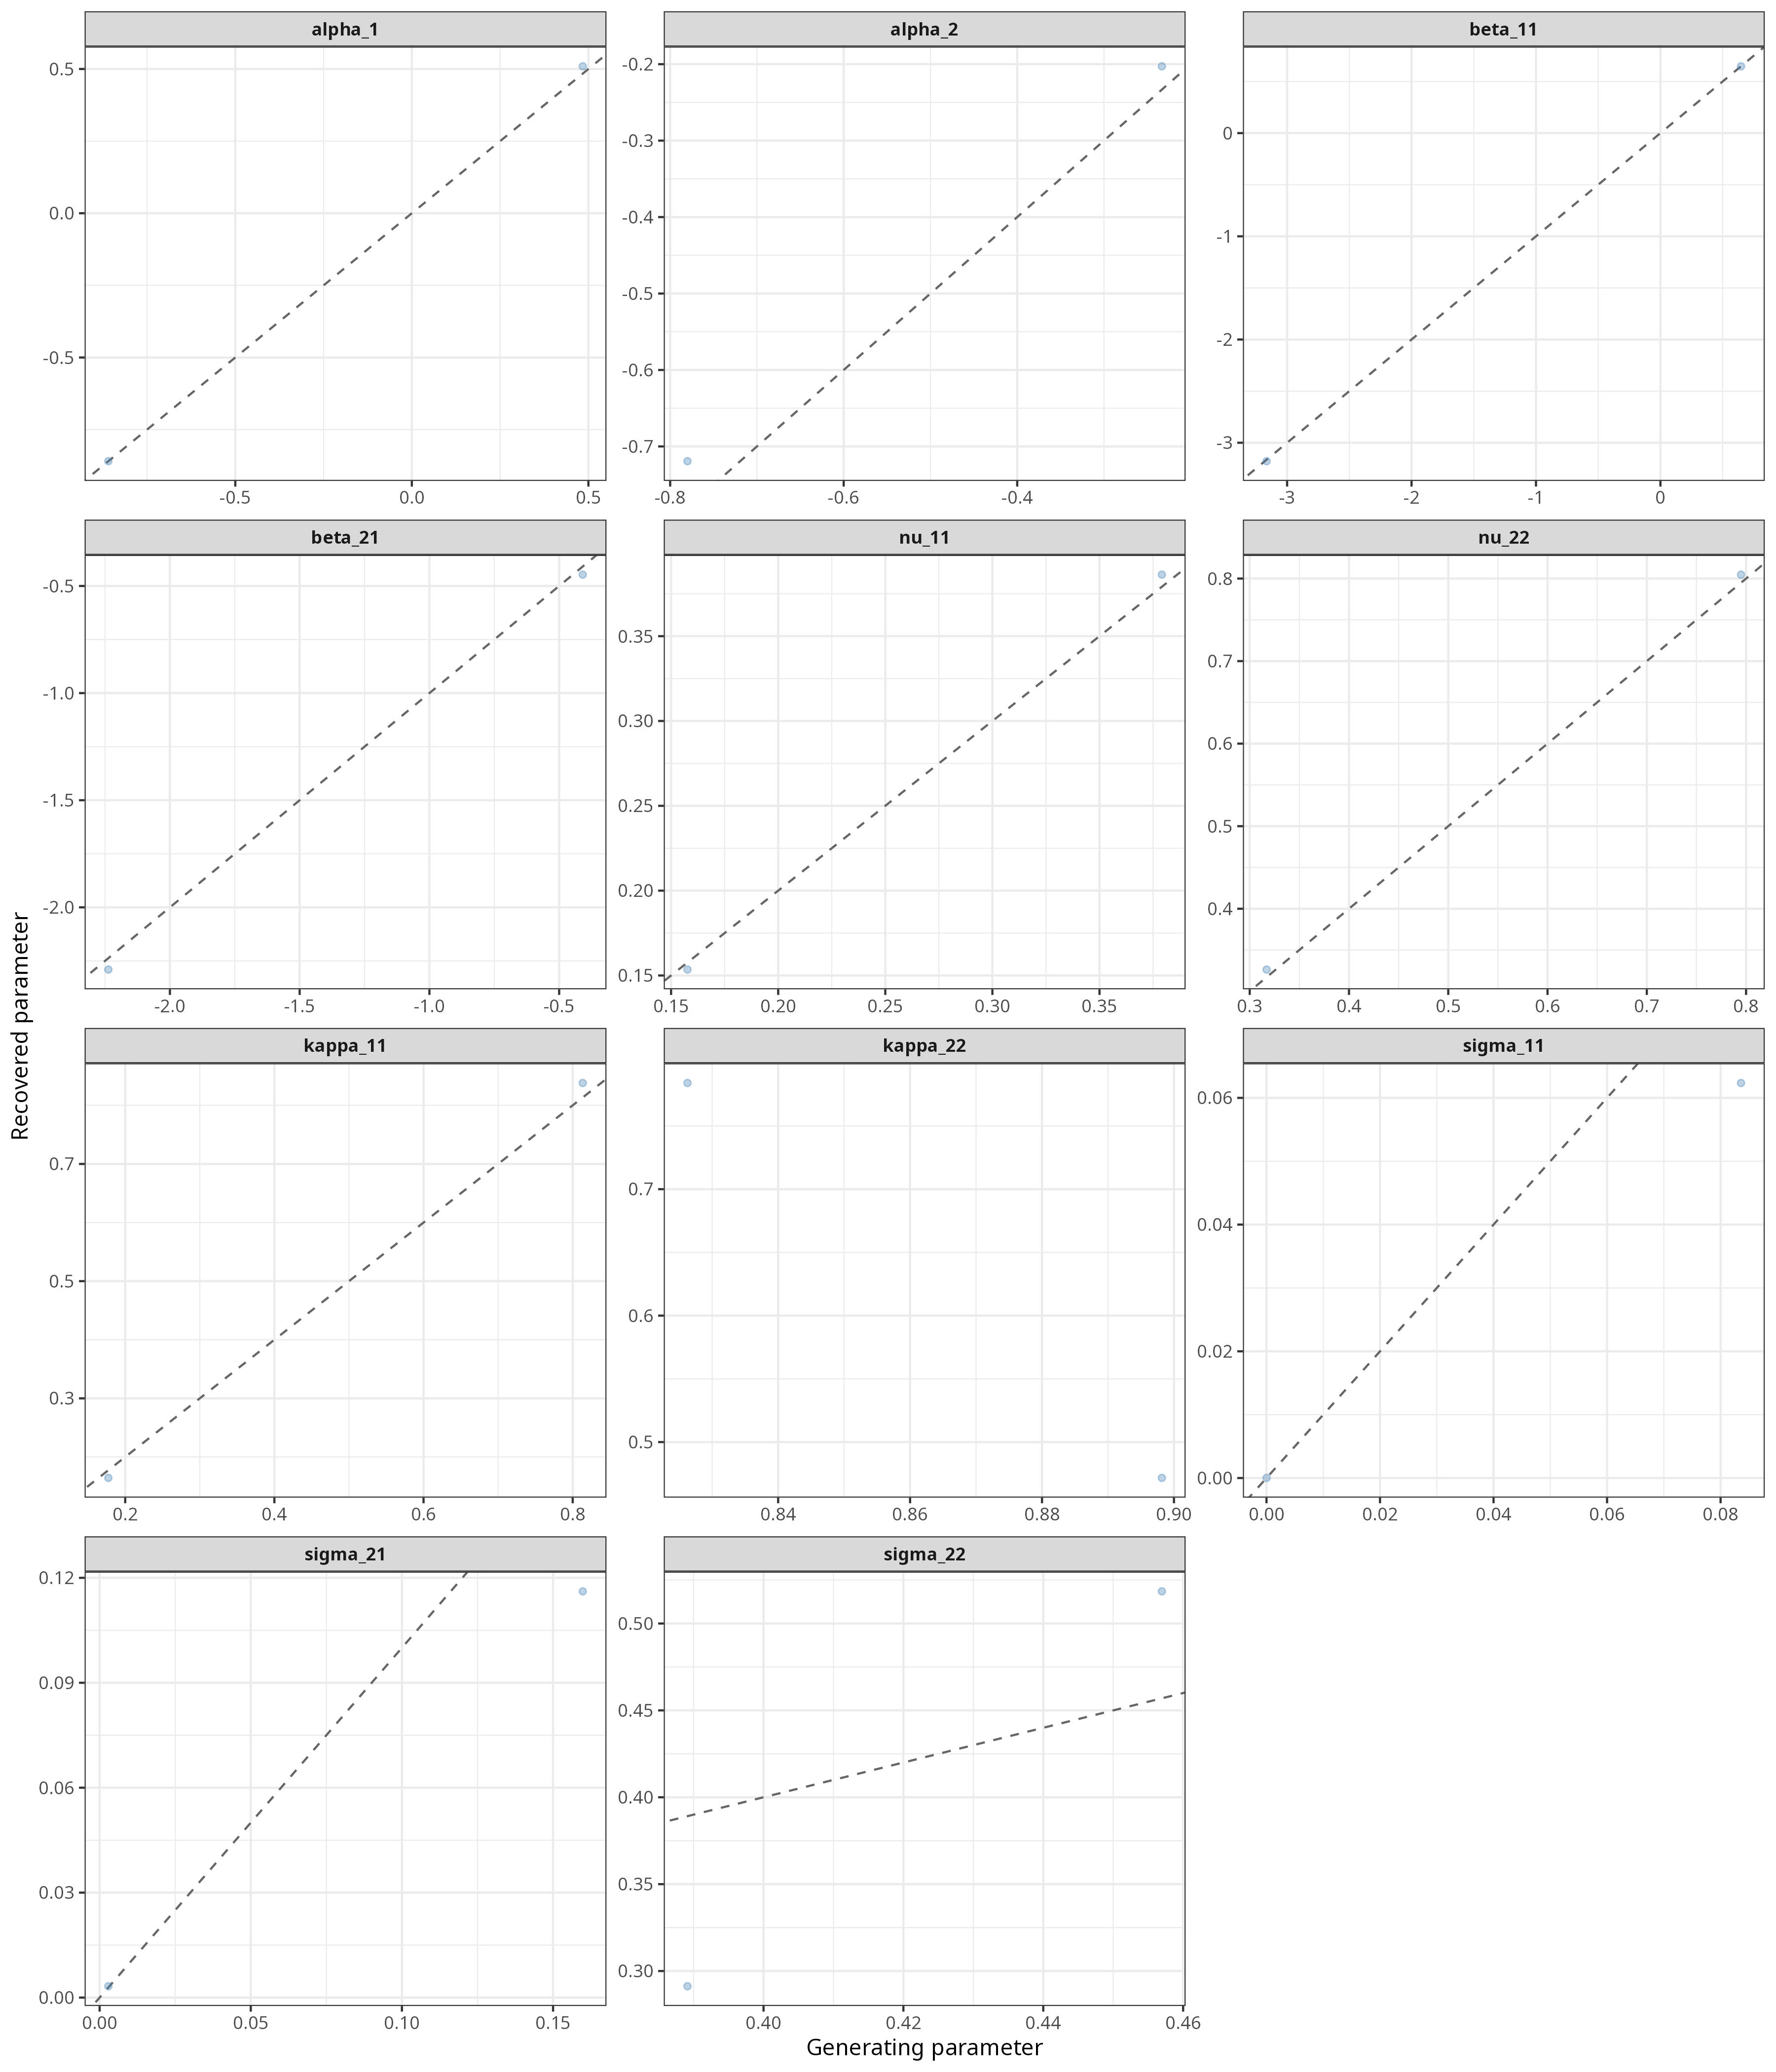 alpha_1 alpha_2 beta_11
0.5 0.0 -0.5
-0.5 0.0 0.5
-0.2 -0.3 -0.4 -0.5 -0.6 -0.7
-0.8 -0.6 -0.4
0 -1 -2 -3
-3 -2 -1 0
beta_21 nu_11 nu_22
-0.5 -1.0 -1.5 -2.0
-2.0 -1.5 -1.0 -0.5
0.35 0.30 0.25 0.20 0.15
0.15 0.20 0.25 0.30 0.35
0.8 0.7 0.6 0.5 0.4
0.3 0.4 0.5 0.6 0.7 0.8
Recovered parameter
kappa_11 kappa_22 sigma_11
0.7 0.5 0.3
0.2 0.4 0.6 0.8
0.7 0.6 0.5
0.84 0.86 0.88 0.90
0.06 0.04 0.02 0.00
0.00 0.02 0.04 0.06 0.08
sigma_21 sigma_22
0.12 0.09 0.06 0.03 0.00
0.00 0.05 0.10 0.15
0.50 0.45 0.40 0.35 0.30
0.40 0.42 0.44 0.46
Generating parameter